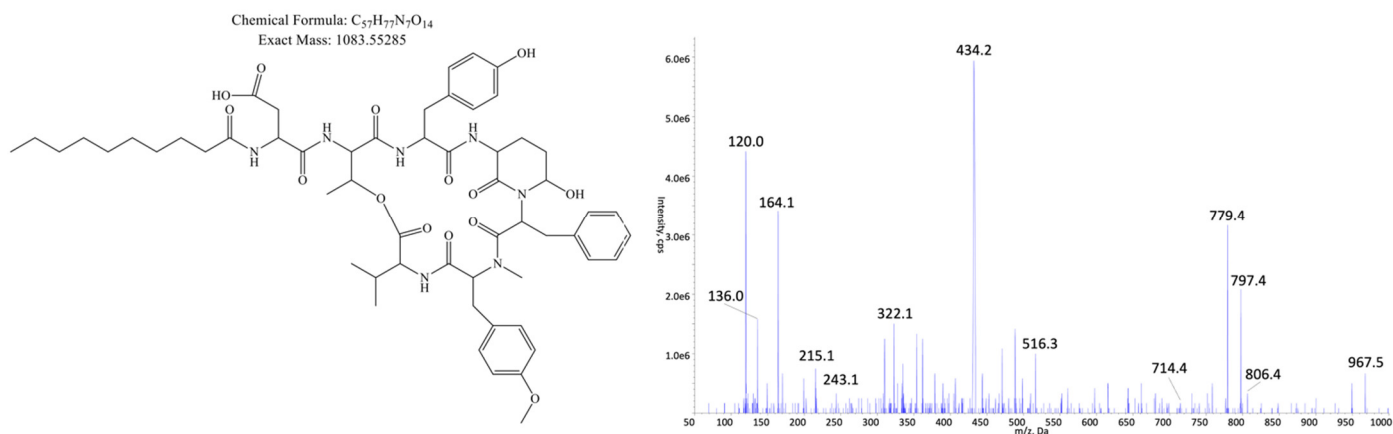 Chemical Formula: C57H77N7O14
Exact Mass: 1083.55285
OH
O
HO
O
H
N
O
H
N
N
H
O
N
H
O
O
N
OH
O
O
O
O
N
N
H
O
6.0e6
5.0e6
4.0e6
3.0e6
2.0e6
1.0e6
Intensity, cps
434.2
120.0
164.1
779.4
136.0
797.4
322.1
215.1
516.3
243.1
714.4
806.4
967.5
50 100 150 200 250 300 350 400 450 500 550 600 650 700 750 800 850 900 950 1000
m/z, Da